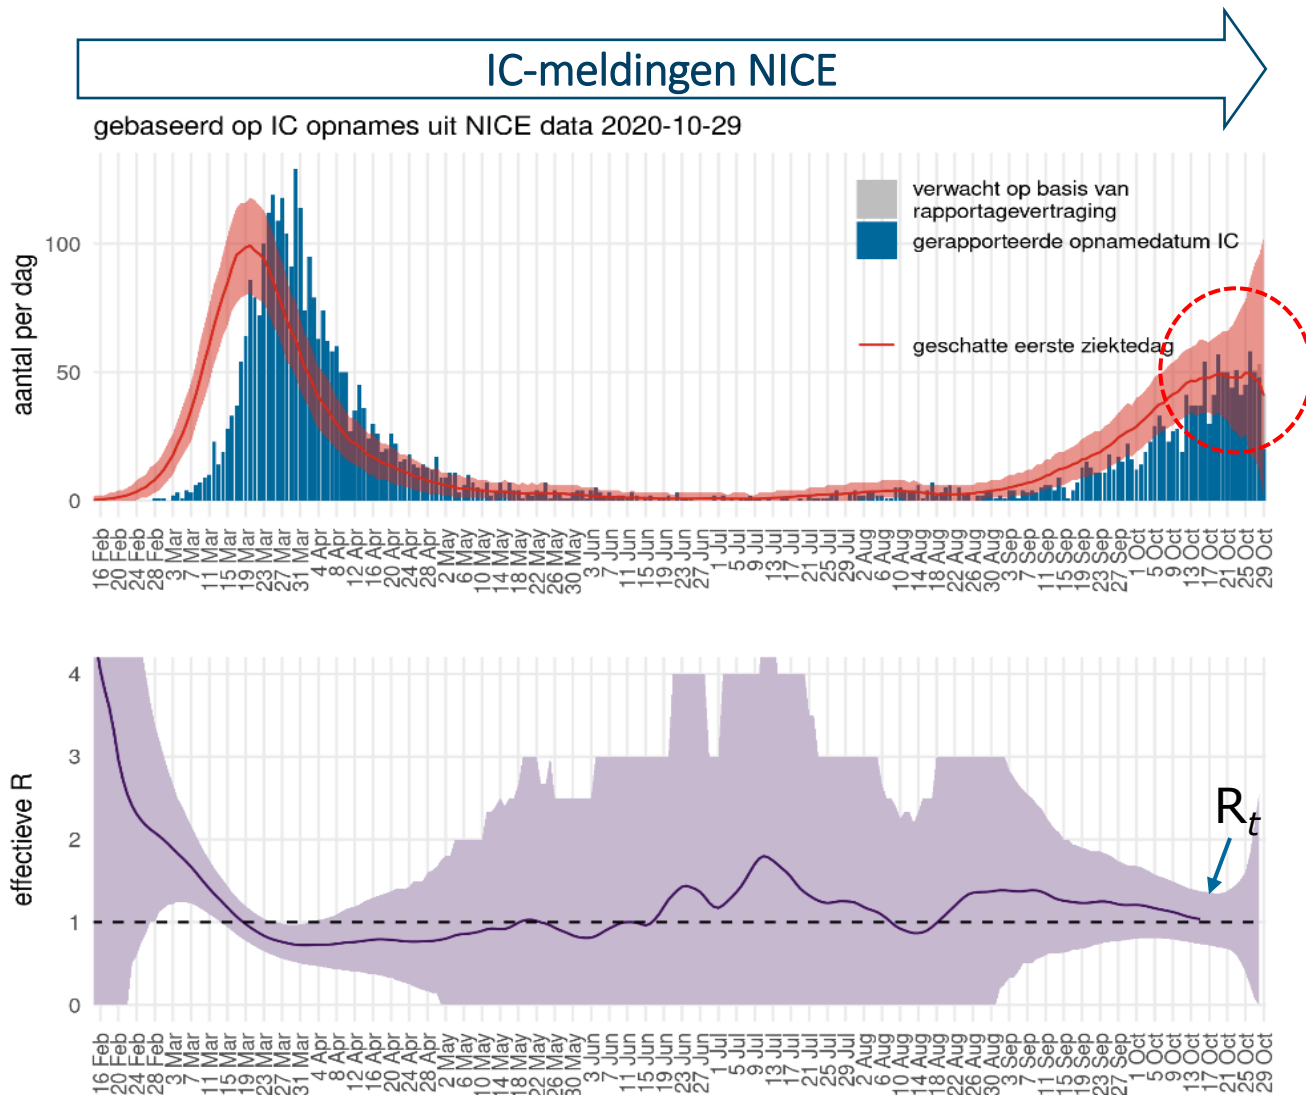 IC-meldingen NICE
gebaseerd op IC opnames uit NICE data 2020-10-29
aantal per dag
100
50
0
verwacht op basis van
rapportagevertraging
gerapporteerde opnamedatum IC
geschatte eerste ziektedag
16 Feb
20 Feb
24 Feb
28 Feb
3 Mar
7 Mar
11 Mar
15 Mar
19 Mar
23 Mar
27 Mar
31 Mar
4 Apr
8 Apr
12 Apr
16 Apr
20 Apr
24 Apr
28 Apr
2 May
6 May
10 May
14 May
18 May
22 May
26 May
30 May
3 Jun
7 Jun
11 Jun
15 Jun
19 Jun
23 Jun
27 Jun
1 Jul
5 Jul
9 Jul
13 Jul
17 Jul
21 Jul
25 Jul
29 Jul
2 Aug
6 Aug
10 Aug
14 Aug
18 Aug
22 Aug
26 Aug
30 Aug
3 Sep
7 Sep
11 Sep
15 Sep
19 Sep
23 Sep
27 Sep
1 Oct
5 Oct
9 Oct
13 Oct
17 Oct
21 Oct
25 Oct
29 Oct
effectieve R
4
3
2
1
0
Rt
16 Feb
20 Feb
24 Feb
28 Feb
3 Mar
7 Mar
11 Mar
15 Mar
19 Mar
23 Mar
27 Mar
31 Mar
4 Apr
8 Apr
12 Apr
16 Apr
20 Apr
24 Apr
28 Apr
2 May
6 May
10 May
14 May
18 May
22 May
26 May
30 May
3 Jun
7 Jun
11 Jun
15 Jun
19 Jun
23 Jun
27 Jun
1 Jul
5 Jul
9 Jul
13 Jul
17 Jul
21 Jul
25 Jul
29 Jul
2 Aug
6 Aug
10 Aug
14 Aug
18 Aug
22 Aug
26 Aug
30 Aug
3 Sep
7 Sep
11 Sep
15 Sep
19 Sep
23 Sep
27 Sep
1 Oct
5 Oct
9 Oct
13 Oct
17 Oct
21 Oct
25 Oct
29 Oct